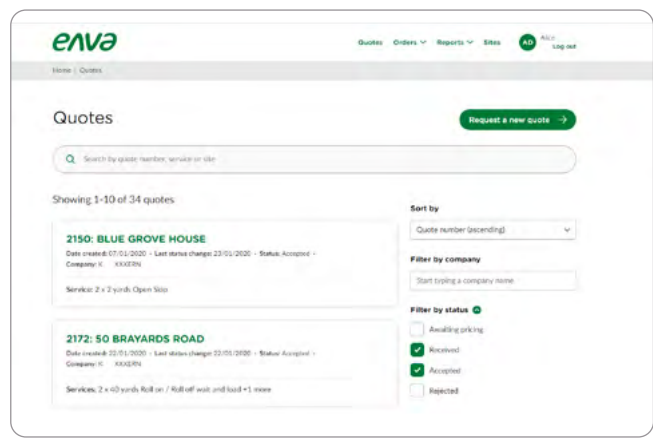 enva
Quotes Orders Reports Sites AD Alice Log out
Home | Quotes
Quotes
Request a new quote →
Search by quote number, service or site
Showing 1-10 of 34 quotes
2150: BLUE GROVE HOUSE
Date created: 07/01/2020 - Last status change: 23/01/2020 - Status: Accepted -
Company: K XXXERN
Service: 2 x 2 yards Open Skip
2172: 50 BRAYARDS ROAD
Date created: 22/01/2020 - Last status change: 22/01/2020 - Status: Accepted -
Company: K XXXERN
Services: 2 x 40 yards Roll on / Roll off wait and load +1 more
Sort by
Quote number (ascending)
Filter by company
Start typing a company name
Filter by status
Awaiting pricing
Received
Accepted
Rejected